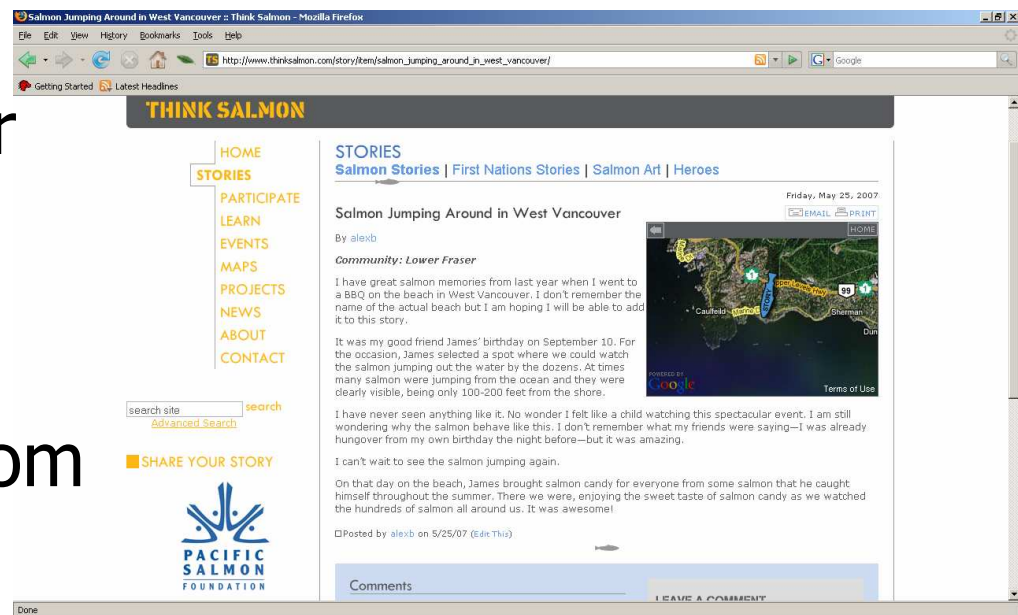 r
om
Salmon Jumping Around in West Vancouver :: Think Salmon - Mozilla Firefox
File Edit View History Bookmarks Tools Help
TS http://www.thinksalmon.com/story/item/salmon_jumping_around_in_west_vancouver/
G Google
Getting Started Latest Headlines
THINK SALMON
HOME
STORIES
PARTICIPATE
LEARN
EVENTS
MAPS
PROJECTS
NEWS
ABOUT
CONTACT
search site search
Advanced Search
SHARE YOUR STORY
PACIFIC
SALMON
FOUNDATION
STORIES
Salmon Stories | First Nations Stories | Salmon Art | Heroes
Friday, May 25, 2007
EMAIL PRINT
Salmon Jumping Around in West Vancouver
By alexb
Community: Lower Fraser
I have great salmon memories from last year when I went to
a BBQ on the beach in West Vancouver. I don't remember the
name of the actual beach but I am hoping I will be able to add
it to this story.
It was my good friend James' birthday on September 10. For
the occasion, James selected a spot where we could watch
the salmon jumping out the water by the dozens. At times
many salmon were jumping from the ocean and they were
clearly visible, being only 100-200 feet from the shore.
HOME
1
99
1
Upper Levels Hwy
STORY
Caulfeild
Marine
Sherman
Dun
POWERED BY
Google
Terms of Use
I have never seen anything like it. No wonder I felt like a child watching this spectacular event. I am still
wondering why the salmon behave like this. I don't remember what my friends were saying—I was already
hungover from my own birthday the night before—but it was amazing.
I can't wait to see the salmon jumping again.
On that day on the beach, James brought salmon candy for everyone from some salmon that he caught
himself throughout the summer. There we were, enjoying the sweet taste of salmon candy as we watched
the hundreds of salmon all around us. It was awesome!
Posted by alexb on 5/25/07 (Edit This)
Comments
LEAVE A COMMENT
Done